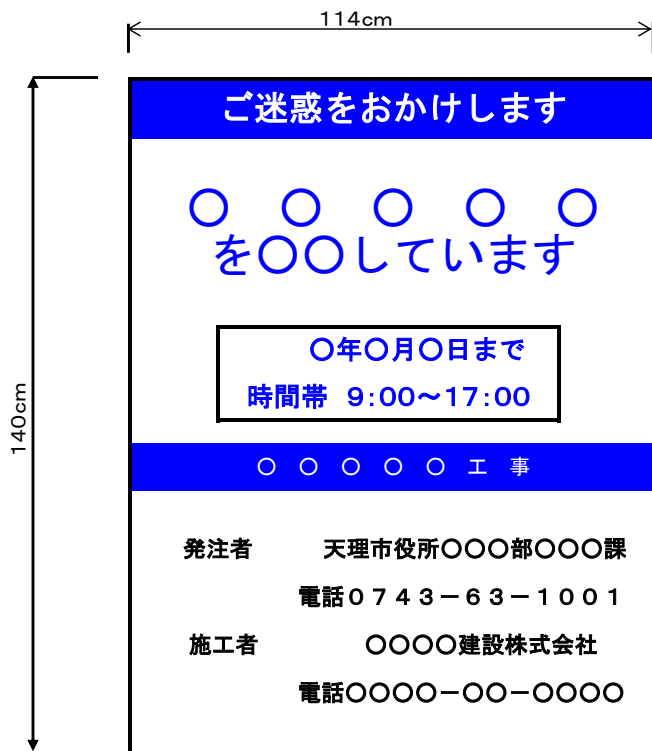 114cm
140cm
ご迷惑をおかけします
○ ○ ○ ○ ○
を○○しています
○年○月○日まで
時間帯 9:00～17:00
○ ○ ○ ○ ○ 工 事
発注者 天理市役所○○○部○○○課
電話０７４３－６３－１００１
施工者 ○○○○建設株式会社
電話○○○○－○○－○○○○